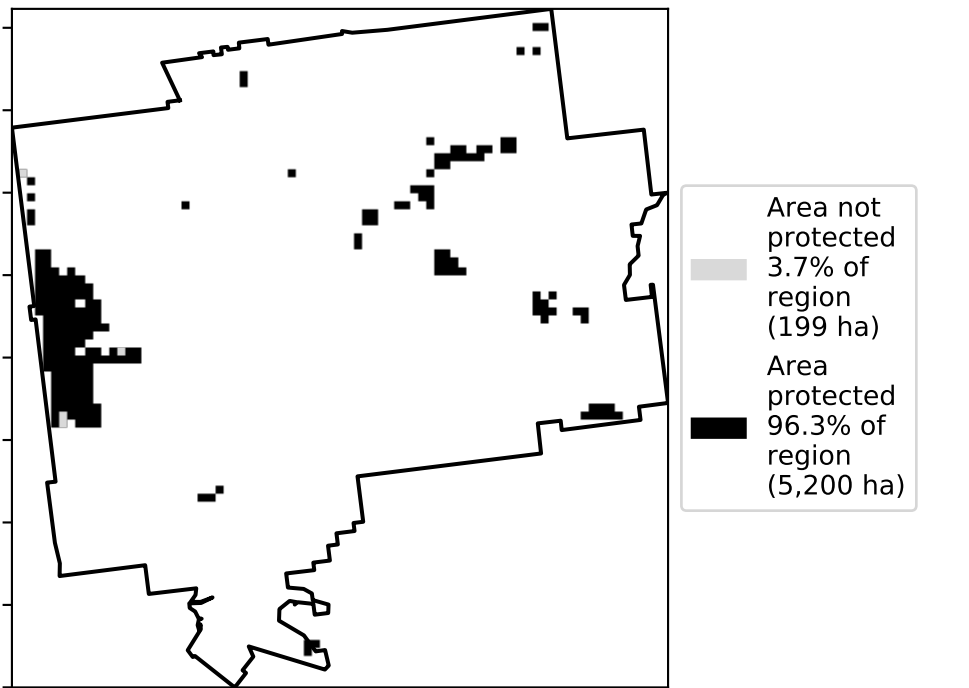 Area not
protected
3.7% of
region
(199 ha)
Area
protected
96.3% of
region
(5,200 ha)